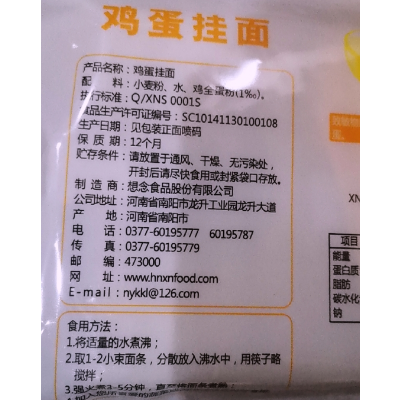 鸡蛋挂面
产品名称：鸡蛋挂面
配 料：小麦粉、水、鸡全蛋粉(1‰)。
执行标准：Q/XNS 0001S
食品生产许可证编号：SC10141130100108
生产日期：见包装正面喷码
保 质 期：12个月
贮存条件：请放置于通风、干燥、无污染处，
开封后请尽快食用或封紧袋口存放。
制 造 商：想念食品股份有限公司
公司地址：河南省南阳市龙升工业园龙升大道
产 地：河南省南阳市
电 话：0377-60195777 60195787
传 真：0377-60195779
邮 编：473000
网 址：www.hnxnfood.com
E-mail：nykkl@126.com
食用方法：
1.将适量的水煮沸；
2.取1-2小束面条，分散放入沸水中，用筷子略
搅拌；
XN
项目
能量
蛋白质
脂肪
碳水化
钠